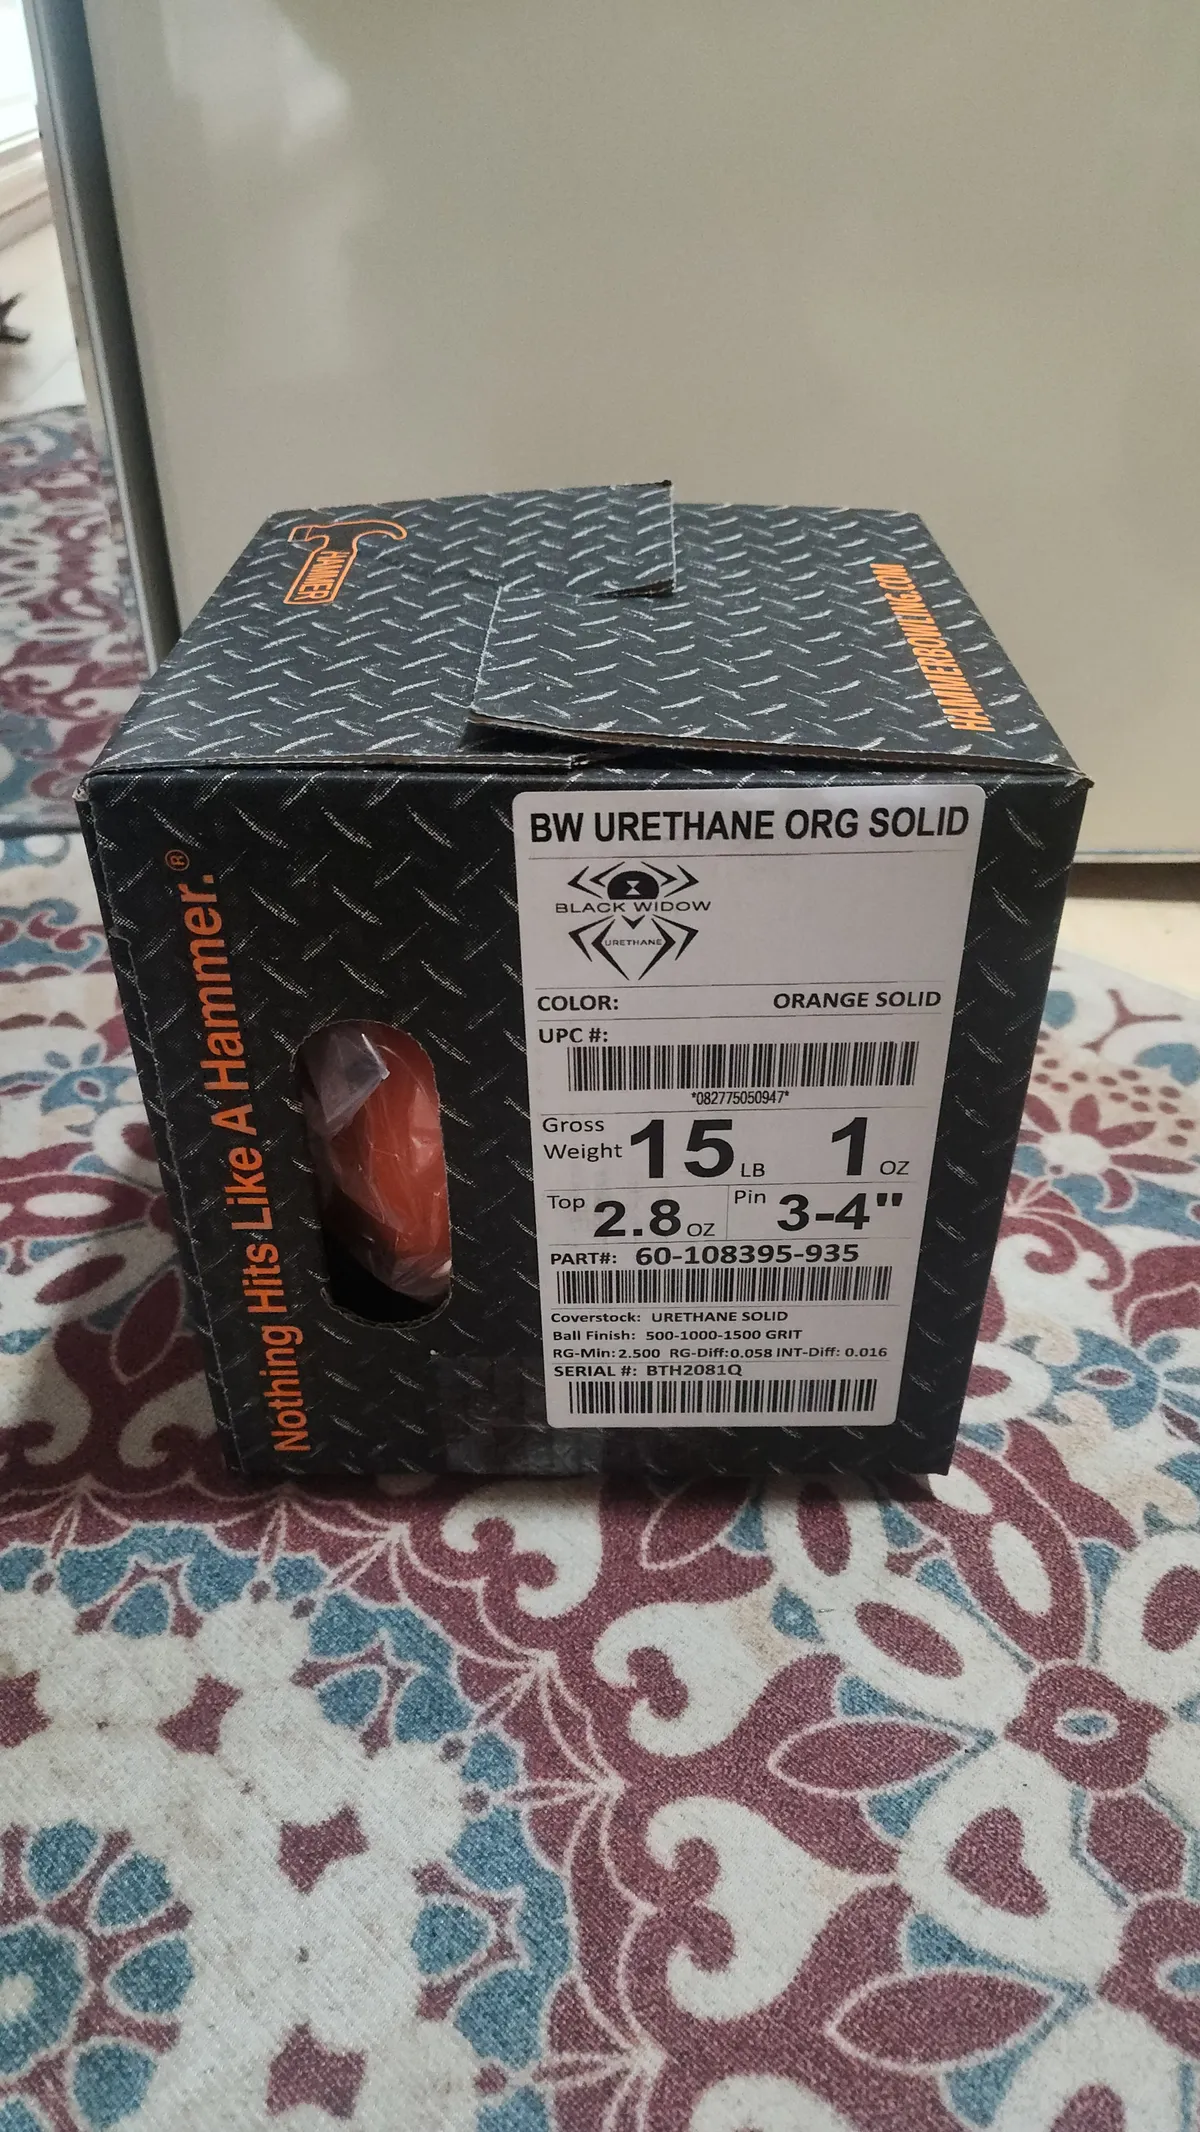 HAMMER
HAMMERBOWLING.COM
Nothing Hits Like A Hammer.®
BW URETHANE ORG SOLID
BLACK WIDOW
URETHANE
COLOR: ORANGE SOLID
UPC #:
*082775050947*
Gross Weight 15 LB 1 OZ
Top 2.8 OZ Pin 3-4"
PART#: 60-108395-935
Coverstock: URETHANE SOLID
Ball Finish: 500-1000-1500 GRIT
RG-Min: 2.500 RG-Diff:0.058 INT-Diff: 0.016
SERIAL #: BTH2081Q